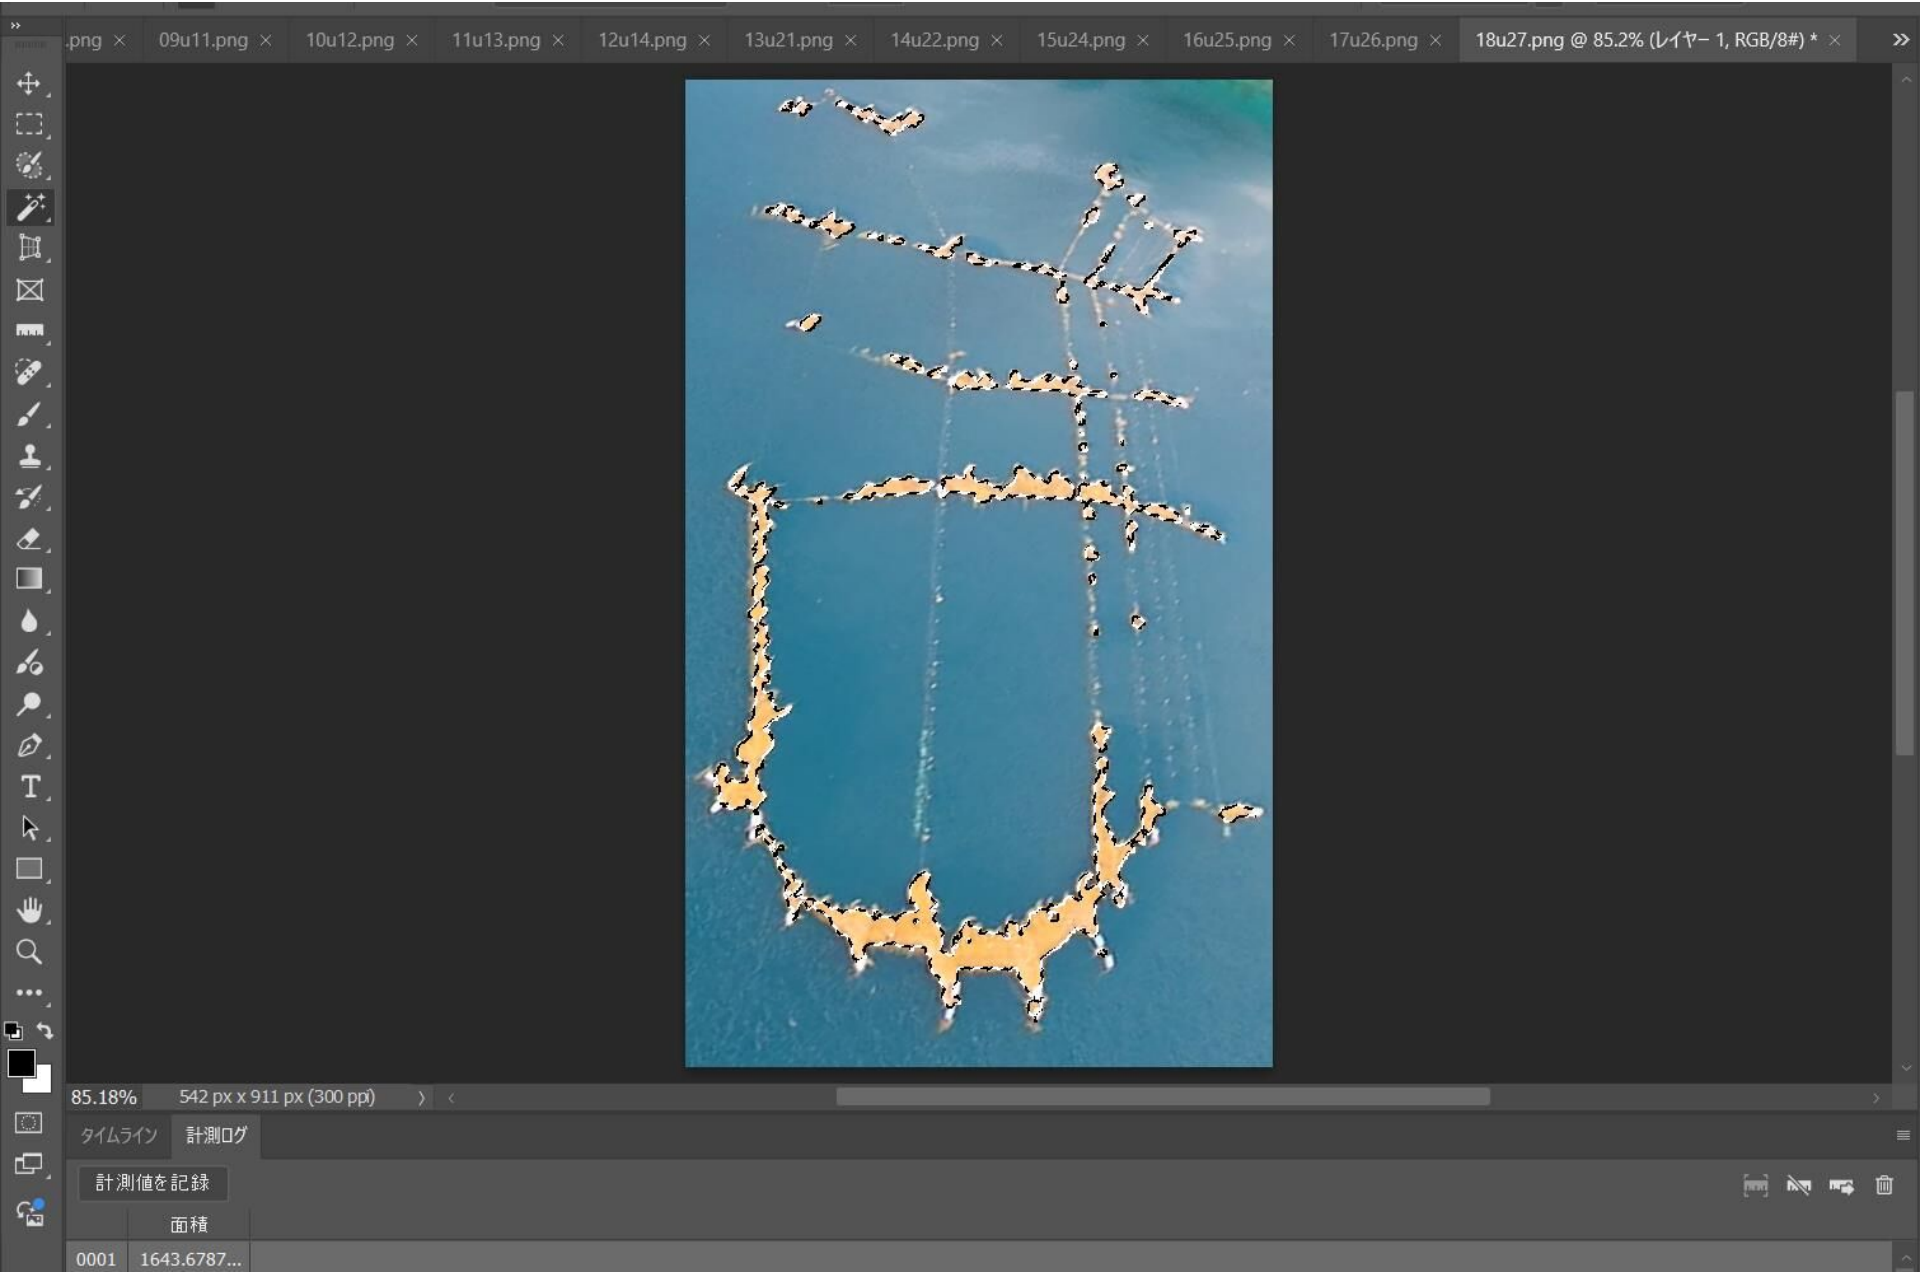 .png × 09u11.png × 10u12.png × 11u13.png × 12u14.png × 13u21.png × 14u22.png × 15u24.png × 16u25.png × 17u26.png × 18u27.png @ 85.2% (レイヤー 1, RGB/8#) * ×
85.18% 542 px x 911 px (300 ppi)
タイムライン 計測ログ
計測値を記録
面積
0001 1643.6787...